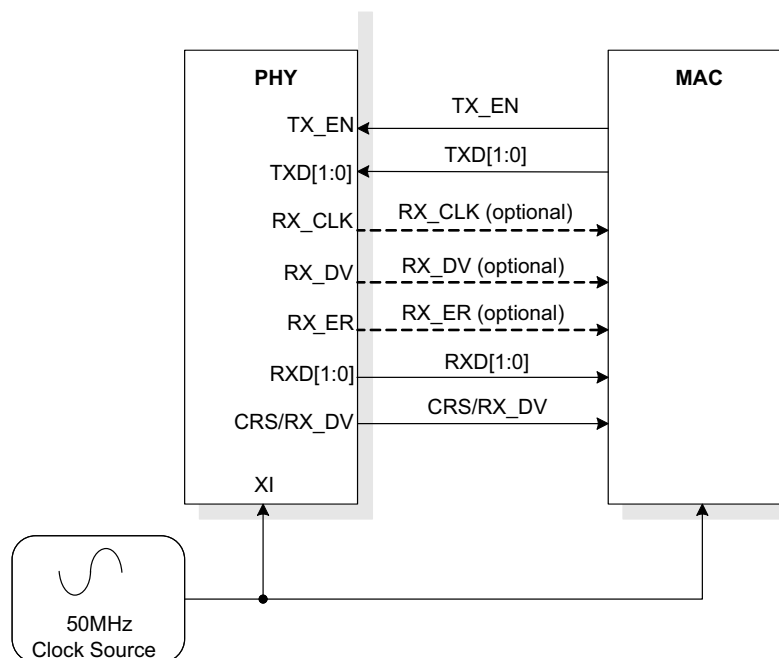 PHY
MAC
TX_EN
TX_EN
TXD[1:0]
TXD[1:0]
RX_CLK
RX_CLK (optional)
RX_DV
RX_DV (optional)
RX_ER
RX_ER (optional)
RXD[1:0]
RXD[1:0]
CRS/RX_DV
CRS/RX_DV
XI
50MHz
Clock Source